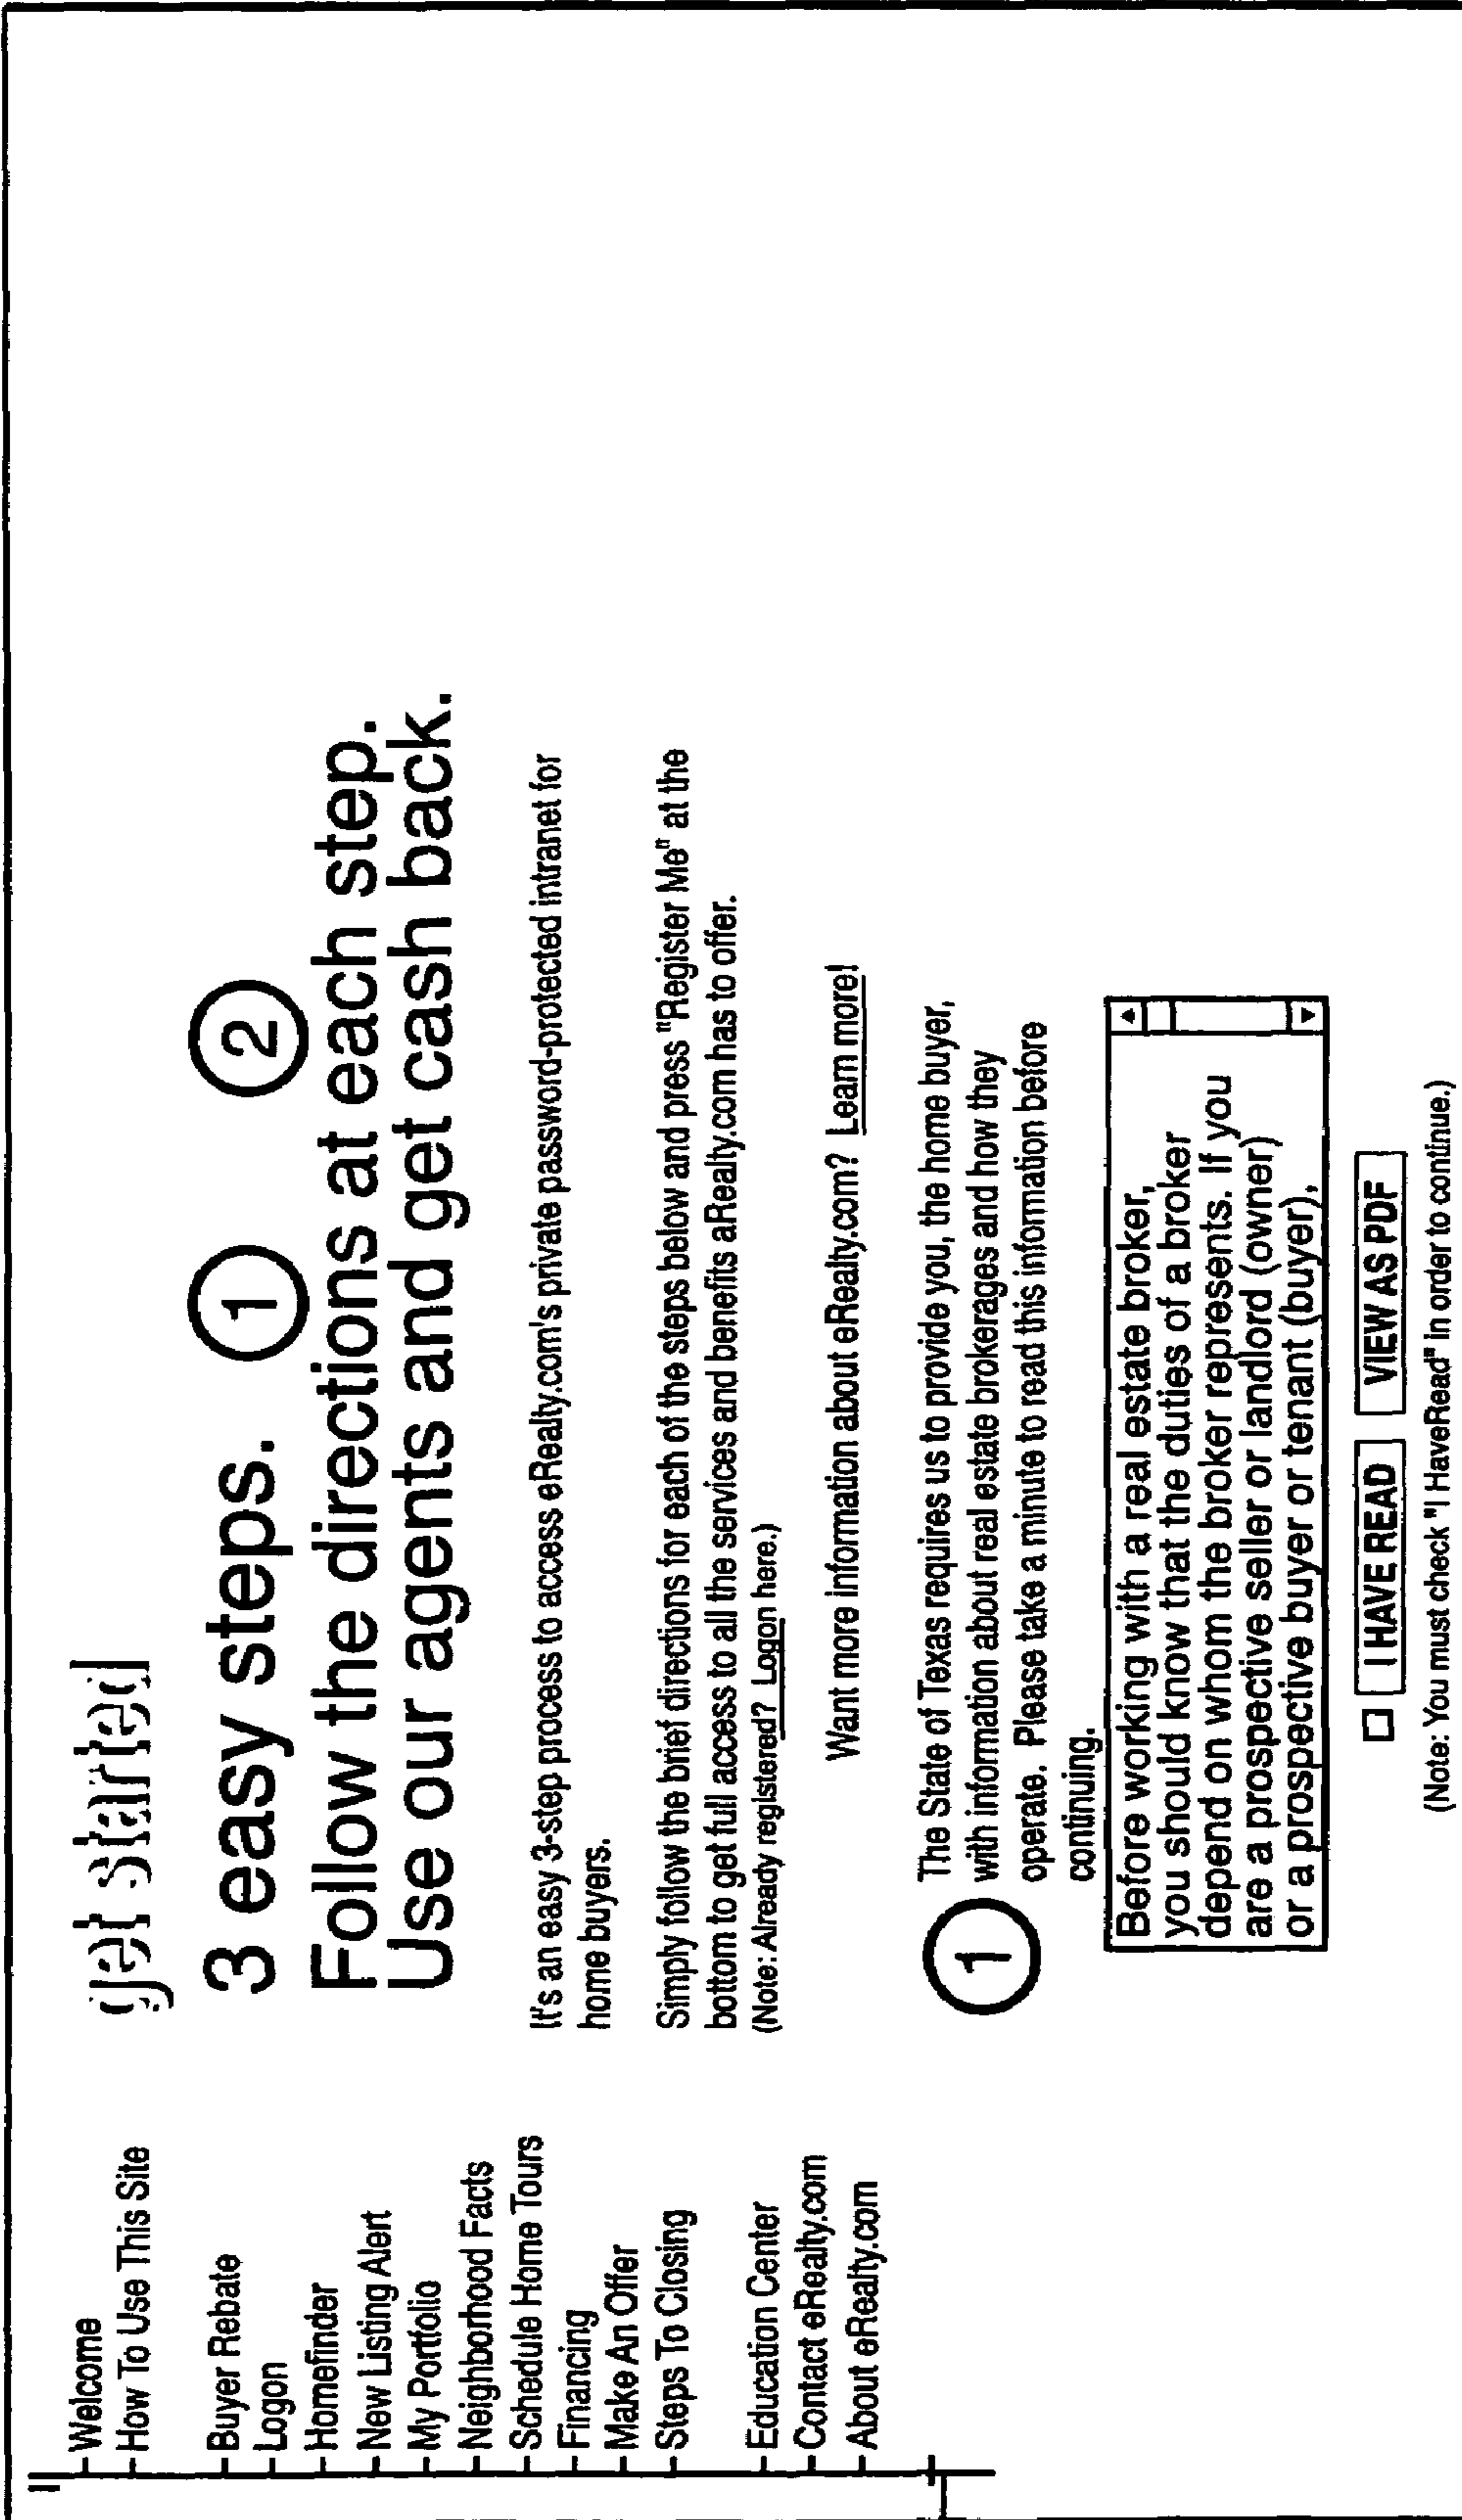 Welcome
How To Use This Site
Buyer Rebate
Logon
Homefinder
New Listing Alert
My Portfolio
Neighborhood Facts
Schedule Home Tours
Financing
Make An Offer
Steps To Closing
Education Center
Contact eRealty.com
About eRealty.com
get started
3 easy steps. 1 2
Follow the directions at each step.
Use our agents and get cash back.
It's an easy 3-step process to access eRealty.com's private password-protected intranet for
home buyers.
Simply follow the brief directions for each of the steps below and press "Register Me" at the
bottom to get full access to all the services and benefits aRealty.com has to offer.
(Note: Already registered? Logon here.)
Want more information about eRealty.com? Learn more!
1
The State of Texas requires us to provide you, the home buyer,
with information about real estate brokerages and how they
operate. Please take a minute to read this information before
continuing.
Before working with a real estate broker,
you should know that the duties of a broker
depend on whom the broker represents. If you
are a prospective seller or landlord (owner)
or a prospective buyer or tenant (buyer),
I HAVE READ VIEW AS PDF
(Note: You must check "I HaveRead" in order to continue.)